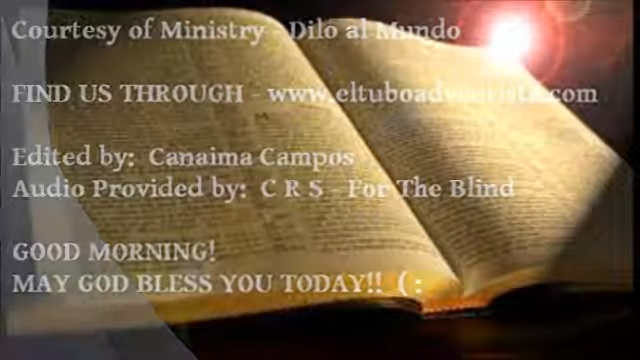 Courtesy of Ministry - Dilo al Mundo
FIND US THROUGH - www.eltuboadventista.com
Edited by: Canaima Campos
Audio Provided by: C R S - For The Blind
GOOD MORNING!
MAY GOD BLESS YOU TODAY!! ( :